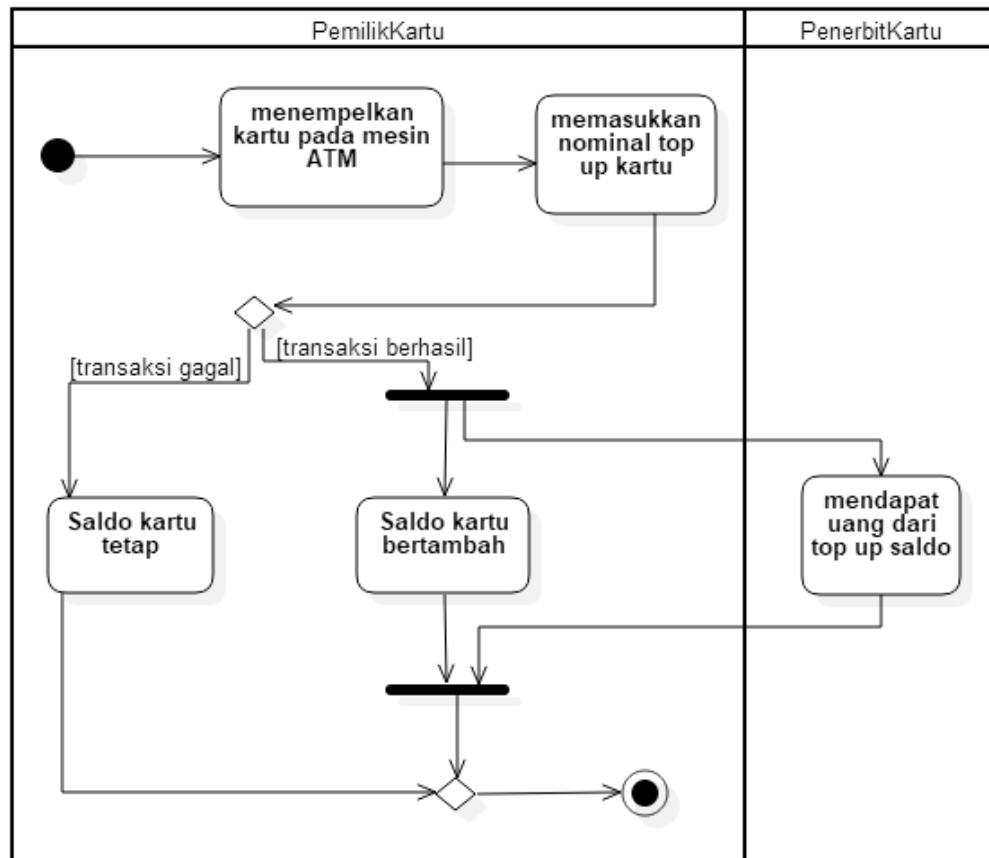 PemilikKartu
PenerbitKartu
menempelkan
kartu pada mesin
ATM
memasukkan
nominal top
up kartu
[transaksi berhasil]
[transaksi gagal]
Saldo kartu
tetap
Saldo kartu
bertambah
mendapat
uang dari
top up saldo